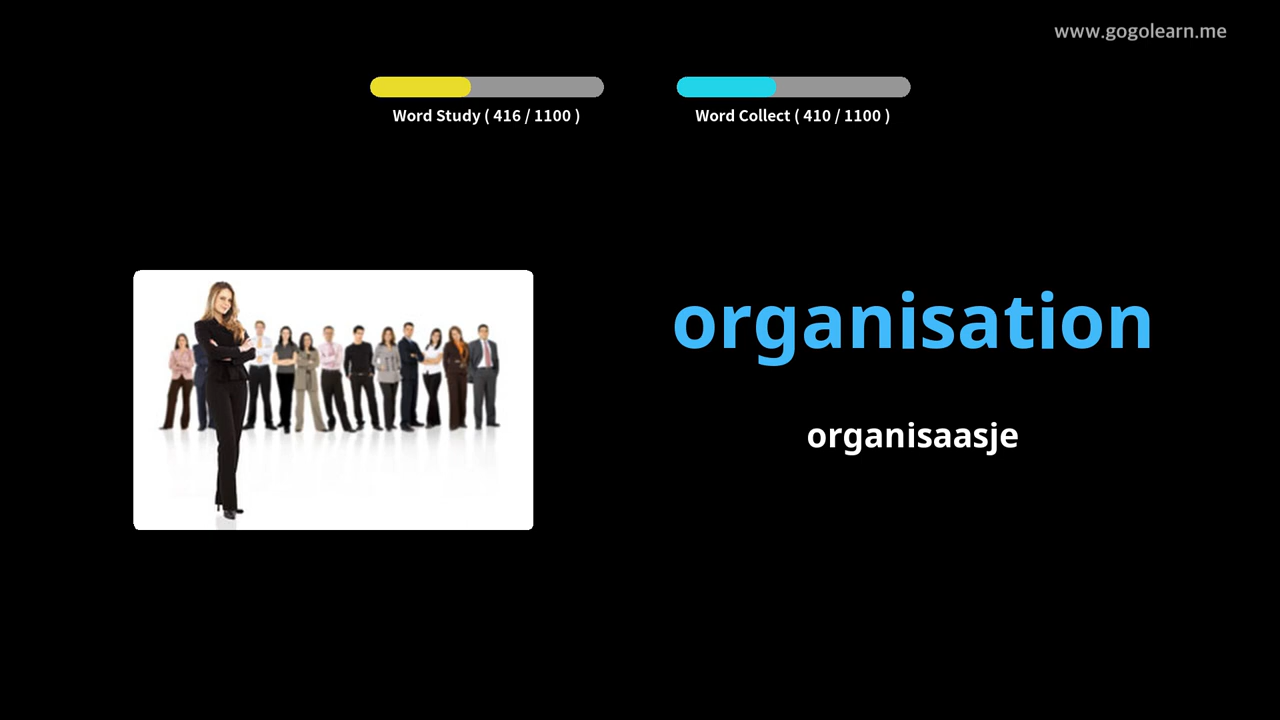 www.gogolearn.me
Word Study ( 416 / 1100 )
Word Collect ( 410 / 1100 )
organisation
organisaasje